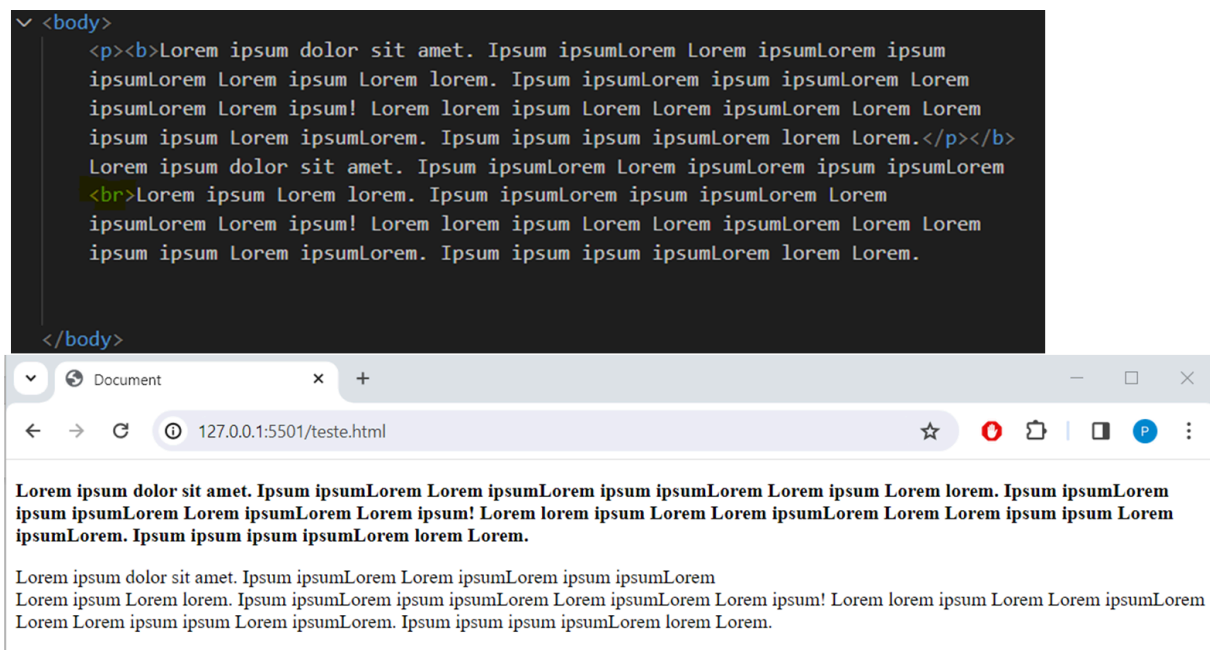 <body>
<p><b>Lorem ipsum dolor sit amet. Ipsum ipsumLorem Lorem ipsumLorem ipsum
ipsumLorem Lorem ipsum Lorem lorem. Ipsum ipsumLorem ipsum ipsumLorem Lorem
ipsumLorem Lorem ipsum! Lorem lorem ipsum Lorem Lorem ipsumLorem Lorem Lorem
ipsum ipsum Lorem ipsumLorem. Ipsum ipsum ipsum ipsumLorem lorem Lorem.</p></b>
Lorem ipsum dolor sit amet. Ipsum ipsumLorem Lorem ipsumLorem ipsum ipsumLorem
<br>Lorem ipsum Lorem lorem. Ipsum ipsumLorem ipsum ipsumLorem Lorem
ipsumLorem Lorem ipsum! Lorem lorem ipsum Lorem Lorem ipsumLorem Lorem Lorem
ipsum ipsum Lorem ipsumLorem. Ipsum ipsum ipsum ipsumLorem lorem Lorem.
</body>
Document
127.0.0.1:5501/teste.html
P
Lorem ipsum dolor sit amet. Ipsum ipsumLorem Lorem ipsumLorem ipsum ipsumLorem Lorem ipsum Lorem lorem. Ipsum ipsumLorem
ipsum ipsumLorem Lorem ipsumLorem Lorem ipsum! Lorem lorem ipsum Lorem Lorem ipsumLorem Lorem Lorem ipsum ipsum Lorem
ipsumLorem. Ipsum ipsum ipsum ipsumLorem lorem Lorem.
Lorem ipsum dolor sit amet. Ipsum ipsumLorem Lorem ipsumLorem ipsum ipsumLorem
Lorem ipsum Lorem lorem. Ipsum ipsumLorem ipsum ipsumLorem Lorem ipsumLorem Lorem ipsum! Lorem lorem ipsum Lorem Lorem ipsumLorem
Lorem Lorem ipsum ipsum Lorem ipsumLorem. Ipsum ipsum ipsum ipsumLorem lorem Lorem.